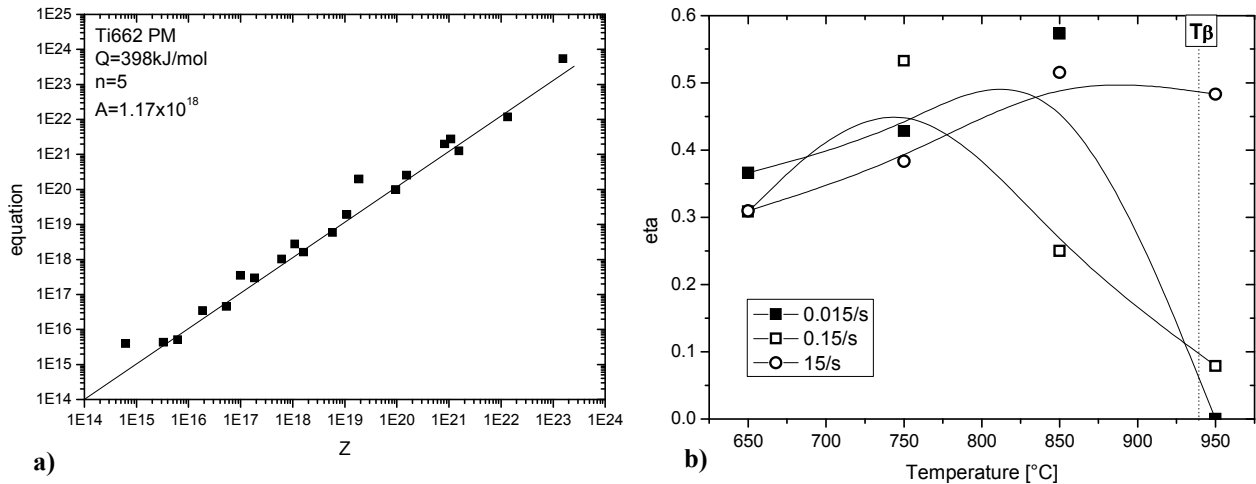 Ti662 PM
Q=398kJ/mol
n=5
A=1.17x10^18
equation
1E25
1E24
1E23
1E22
1E21
1E20
1E19
1E18
1E17
1E16
1E15
1E14
1E14 1E15 1E16 1E17 1E18 1E19 1E20 1E21 1E22 1E23 1E24
Z
a)
Tβ
eta
0.6
0.5
0.4
0.3
0.2
0.1
0.0
0.015/s
0.15/s
15/s
650 700 750 800 850 900 950
Temperature [°C]
b)